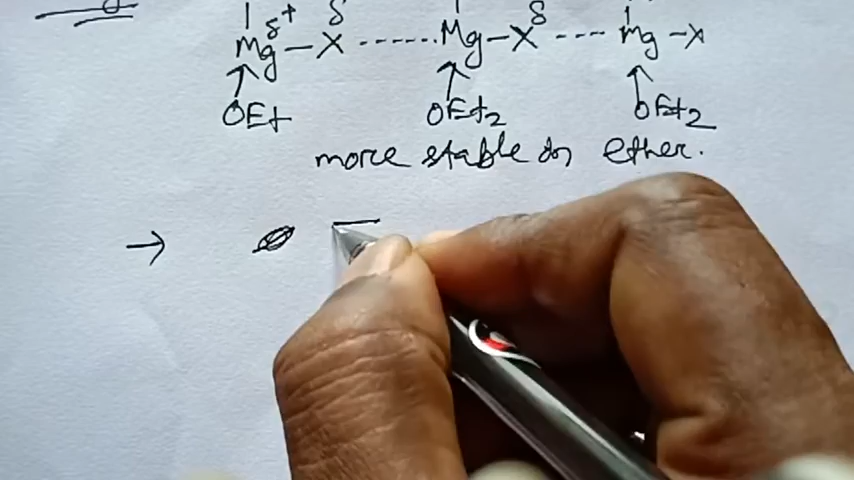 | δ+ δ | δ |
Mg – X ------ Mg – X ---- Mg – X
↑ ↑ ↑
OEt OEt2 OEt2
more stable in ether.
→